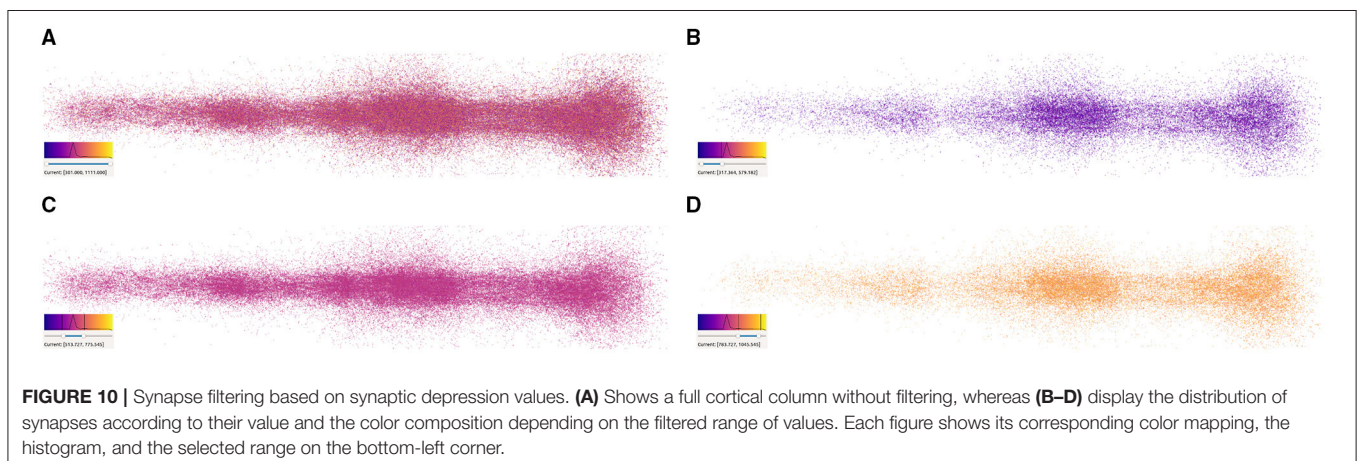 A
B
Current: [301.000, 1111.000]
Current: [317.364, 579.182]
C
D
Current: [513.727, 775.545]
Current: [783.727, 1045.545]
FIGURE 10 | Synapse filtering based on synaptic depression values. (A) Shows a full cortical column without filtering, whereas (B–D) display the distribution of
synapses according to their value and the color composition depending on the filtered range of values. Each figure shows its corresponding color mapping, the
histogram, and the selected range on the bottom-left corner.